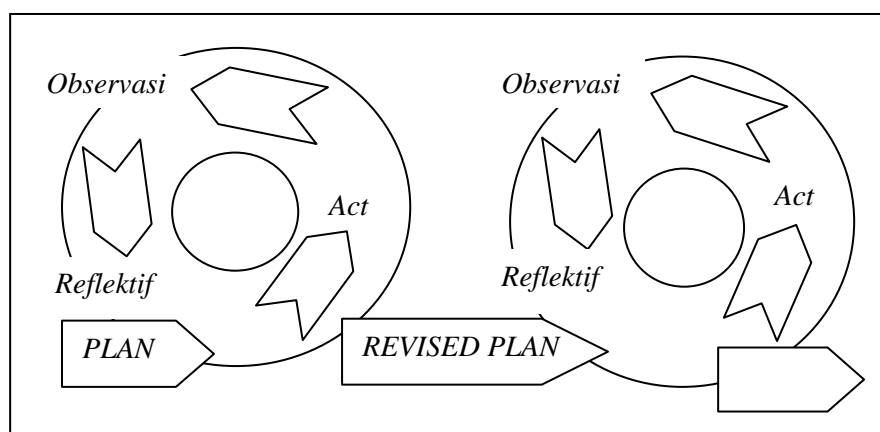 Observasi
Act
Reflektif
PLAN
Observasi
Act
Reflektif
REVISED PLAN